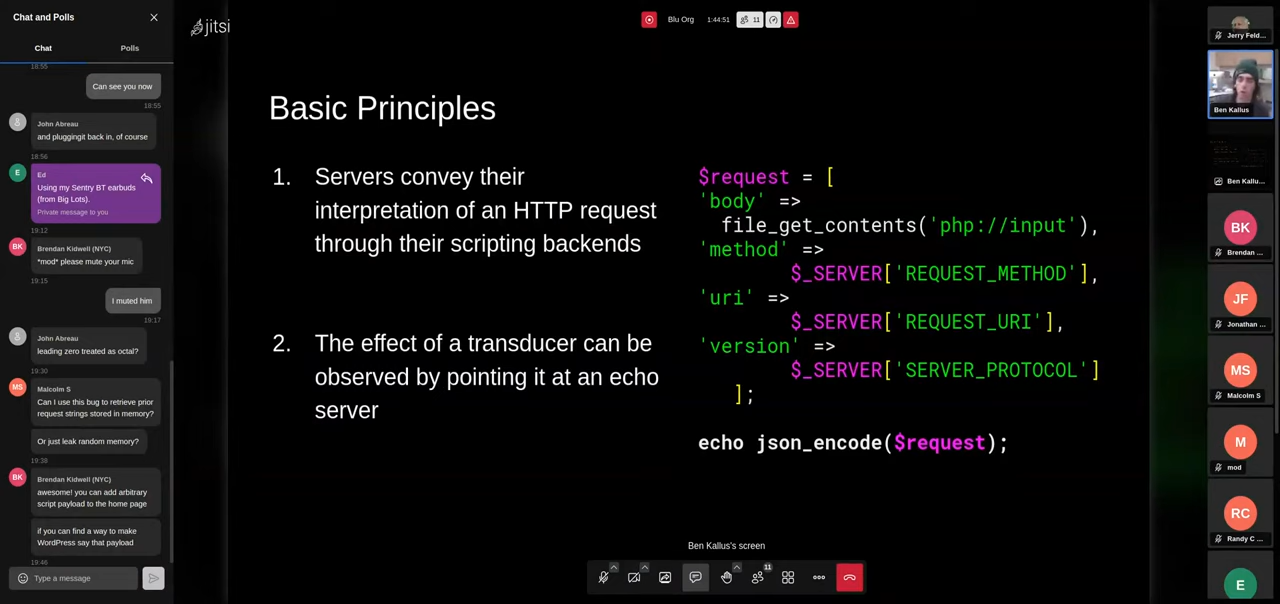 Chat and Polls
Chat
Polls
18:55
Can see you now
18:55
John Abreau
and pluggingit back in, of course
18:56
E
Ed
Using my Sentry BT earbuds
(from Big Lots).
Private message to you
19:12
BK
Brendan Kidwell (NYC)
*mod* please mute your mic
19:15
I muted him
19:17
John Abreau
leading zero treated as octal?
19:30
MS
Malcolm S
Can I use this bug to retrieve prior
request strings stored in memory?
Or just leak random memory?
19:38
BK
Brendan Kidwell (NYC)
awesome! you can add arbitrary
script payload to the home page
if you can find a way to make
WordPress say that payload
19:46
Type a message
jitsi
Blu Org
1:44:51
11
Basic Principles
1. Servers convey their
interpretation of an HTTP request
through their scripting backends
2. The effect of a transducer can be
observed by pointing it at an echo
server
$request = [
'body' =>
file_get_contents('php://input'),
'method' =>
$_SERVER['REQUEST_METHOD'],
'uri' =>
$_SERVER['REQUEST_URI'],
'version' =>
$_SERVER['SERVER_PROTOCOL']
];
echo json_encode($request);
Ben Kallus's screen
11
Jerry Feld...
Ben Kallus
Ben Kallu...
BK
Brendan ...
JF
Jonathan ...
MS
Malcolm S
M
mod
RC
Randy C ...
E